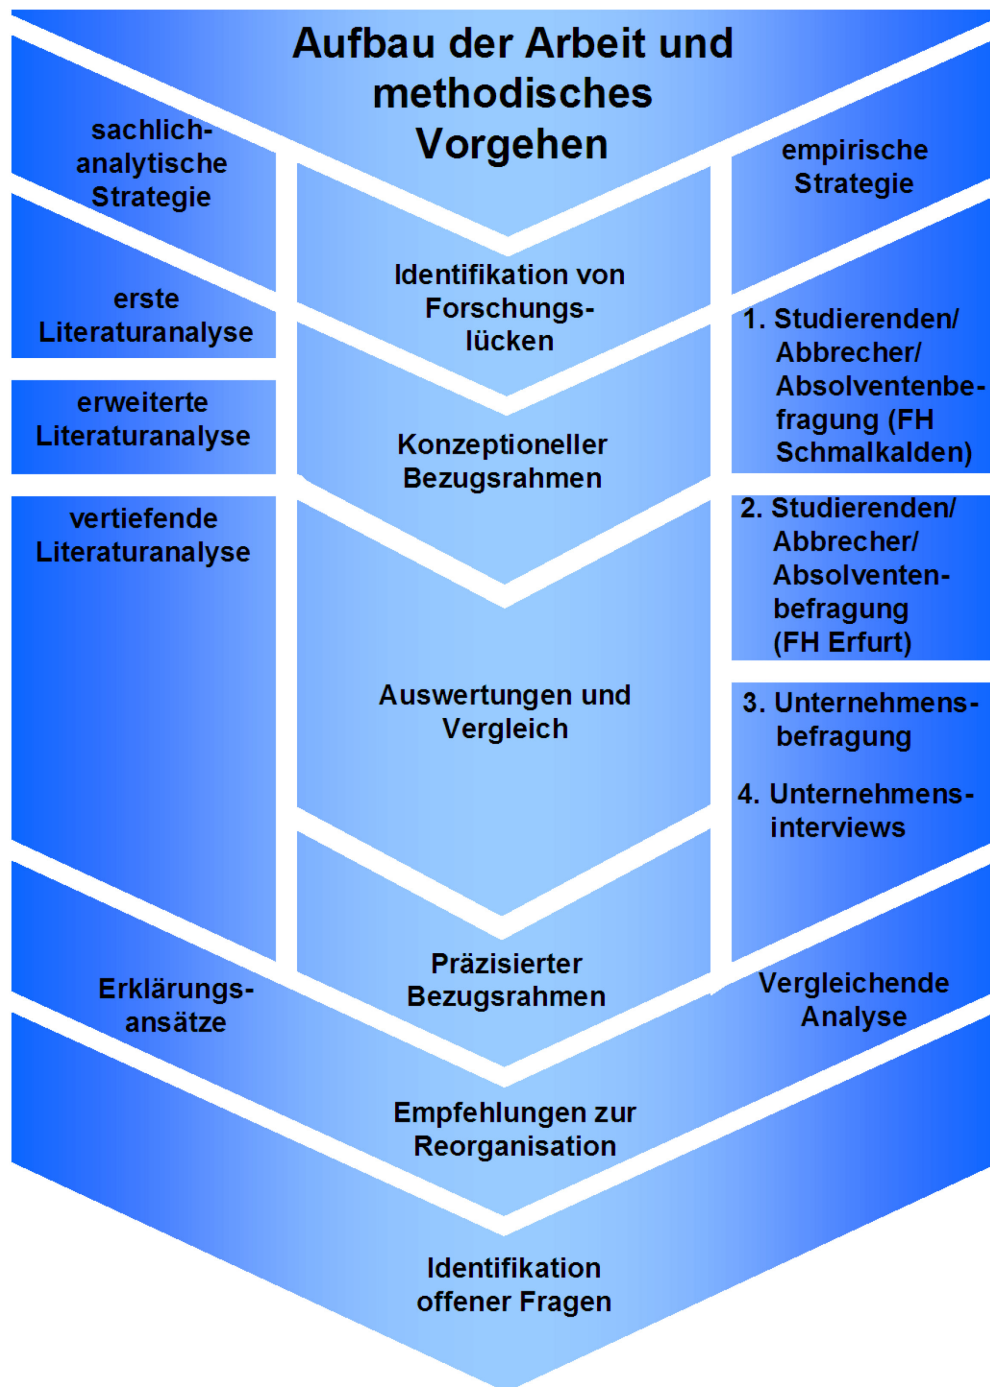 Aufbau der Arbeit und
methodisches
Vorgehen
sachlich-
analytische
Strategie
empirische
Strategie
Identifikation von
Forschungs-
lücken
erste
Literaturanalyse
erweiterte
Literaturanalyse
vertiefende
Literaturanalyse
Konzeptioneller
Bezugsrahmen
Auswertungen und
Vergleich
1. Studierenden/
Abbrecher/
Absolventenbe-
fragung (FH
Schmalkalden)
2. Studierenden/
Abbrecher/
Absolventen-
befragung
(FH Erfurt)
3. Unternehmens-
befragung
4. Unternehmens-
interviews
Präzisierter
Bezugsrahmen
Erklärungs-
ansätze
Vergleichende
Analyse
Empfehlungen zur
Reorganisation
Identifikation
offener Fragen